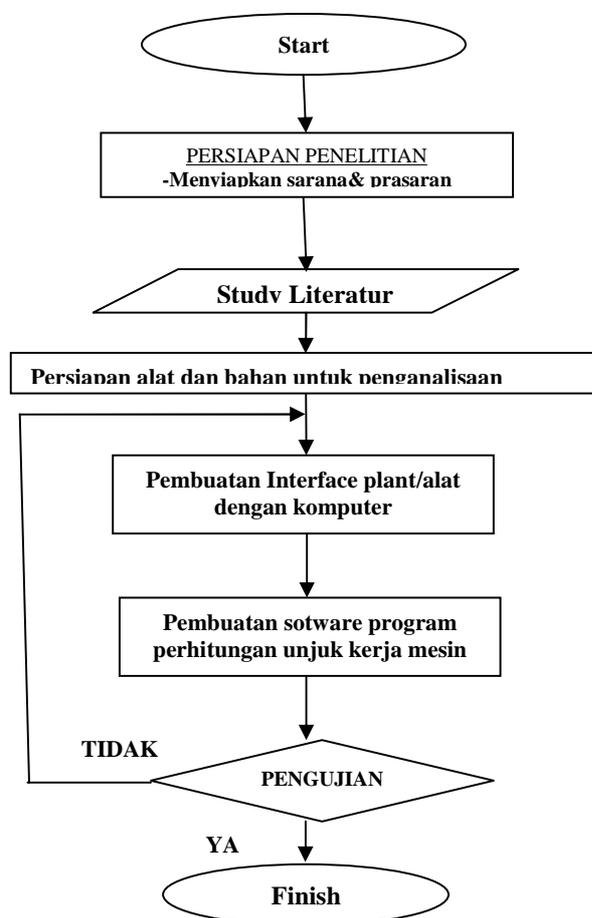 Start
PERSIAPAN PENELITIAN
-Menyiapkan sarana& prasaran
Study Literatur
Persiapan alat dan bahan untuk penganalisaan
Pembuatan Interface plant/alat
dengan komputer
Pembuatan sotware program
perhitungan unjuk kerja mesin
TIDAK
PENGUJIAN
YA
Finish